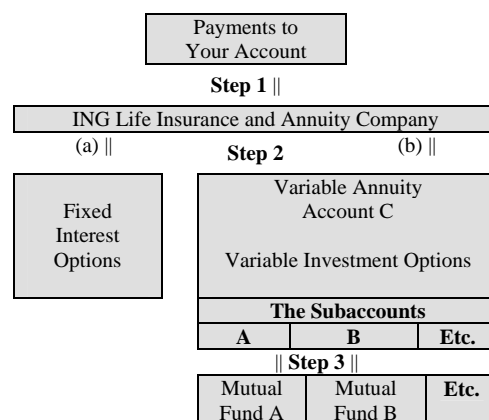 Payments to
Your Account
Step 1 ||
ING Life Insurance and Annuity Company
(a) || Step 2 (b) ||
Fixed
Interest
Options
Variable Annuity
Account C
Variable Investment Options
The Subaccounts
A B Etc.
|| Step 3 ||
Mutual
Fund A
Mutual
Fund B
Etc.